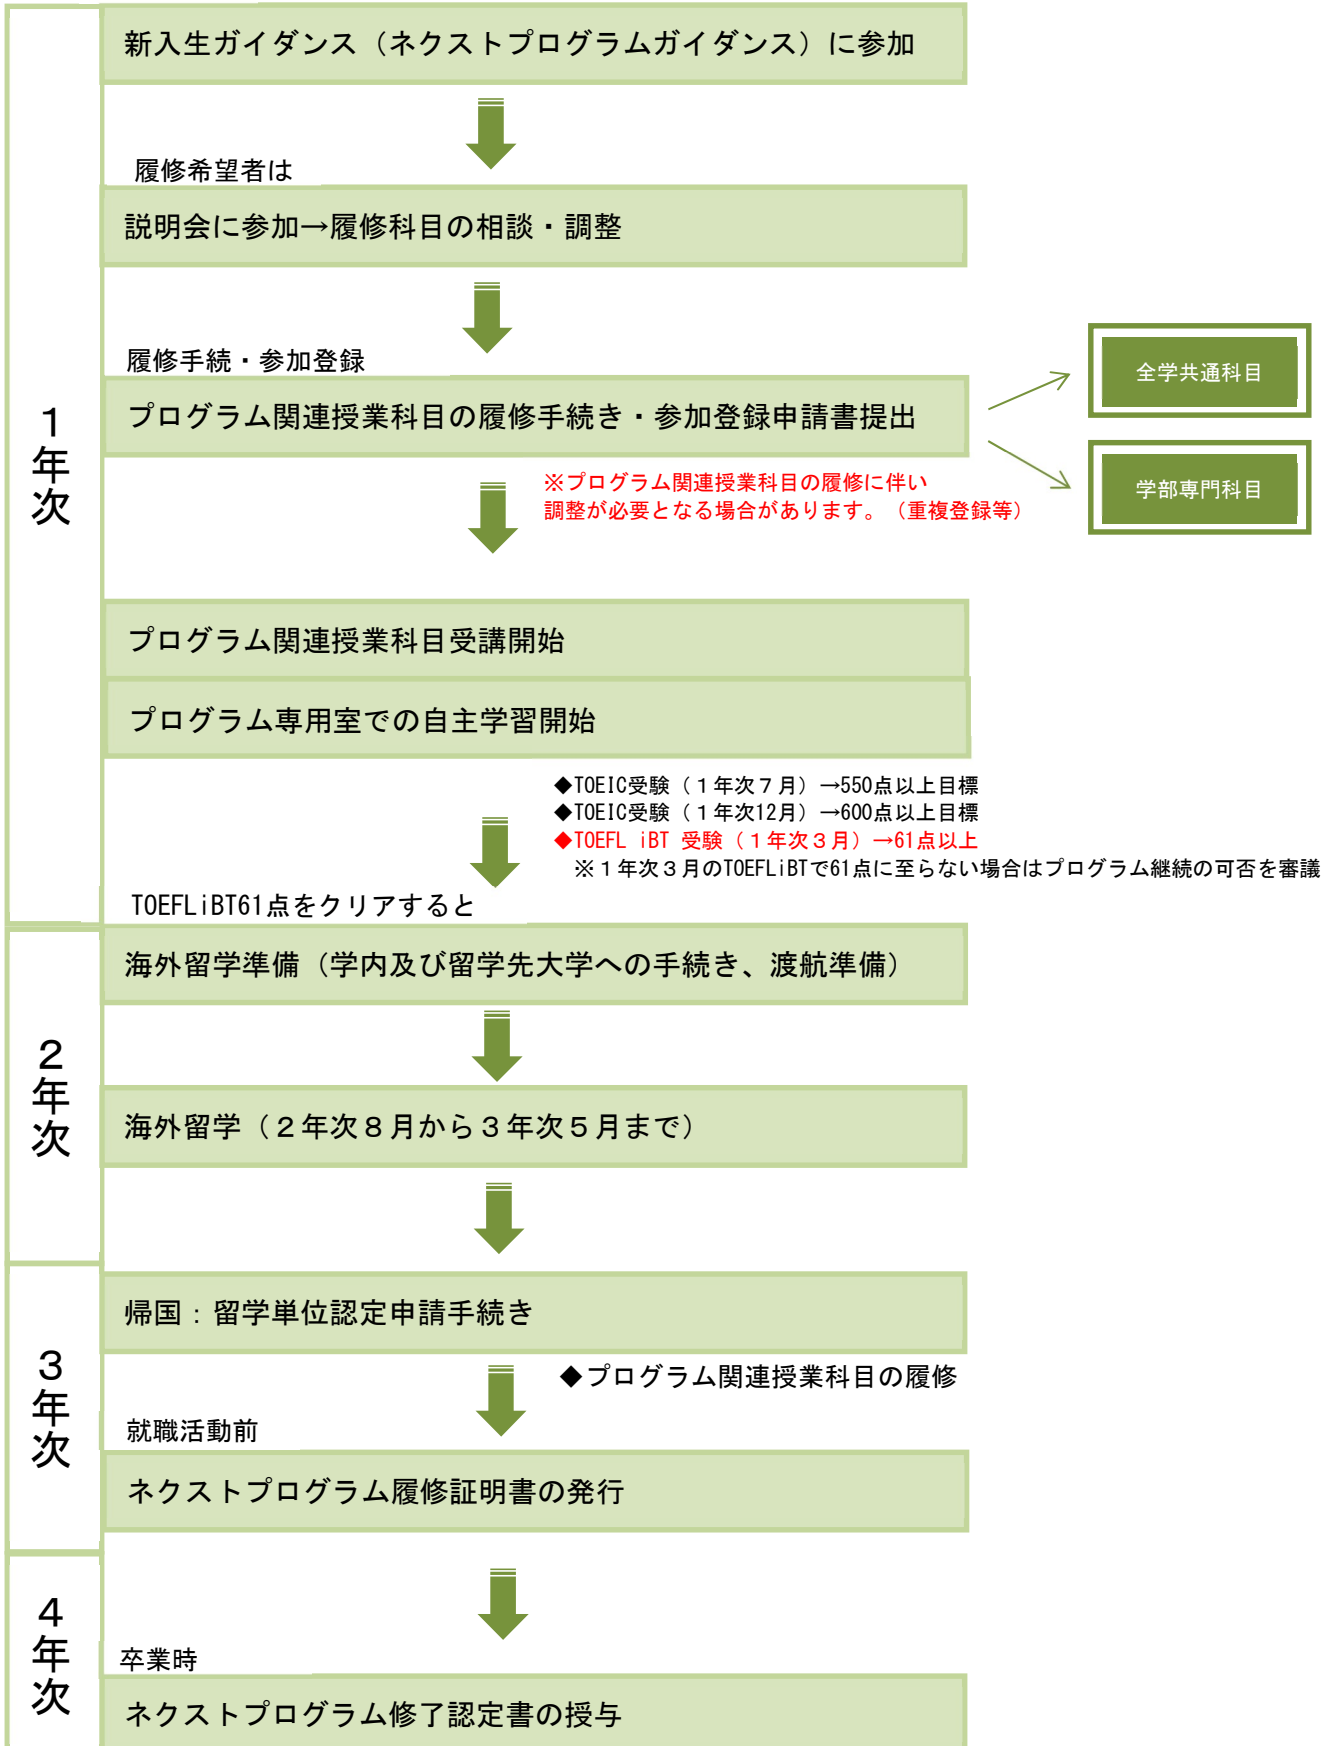 1年次
新入生ガイダンス（ネクストプログラムガイダンス）に参加
履修希望者は
説明会に参加→履修科目の相談・調整
履修手続・参加登録
プログラム関連授業科目の履修手続き・参加登録申請書提出
全学共通科目
学部専門科目
※プログラム関連授業科目の履修に伴い
調整が必要となる場合があります。（重複登録等）
プログラム関連授業科目受講開始
プログラム専用室での自主学習開始
◆TOEIC受験（１年次７月）→550点以上目標
◆TOEIC受験（１年次12月）→600点以上目標
◆TOEFL iBT 受験（１年次３月）→61点以上
※１年次３月のTOEFLiBTで61点に至らない場合はプログラム継続の可否を審議
TOEFLiBT61点をクリアすると
2年次
海外留学準備（学内及び留学先大学への手続き、渡航準備）
海外留学（２年次８月から３年次５月まで）
3年次
帰国：留学単位認定申請手続き
◆プログラム関連授業科目の履修
就職活動前
ネクストプログラム履修証明書の発行
4年次
卒業時
ネクストプログラム修了認定書の授与